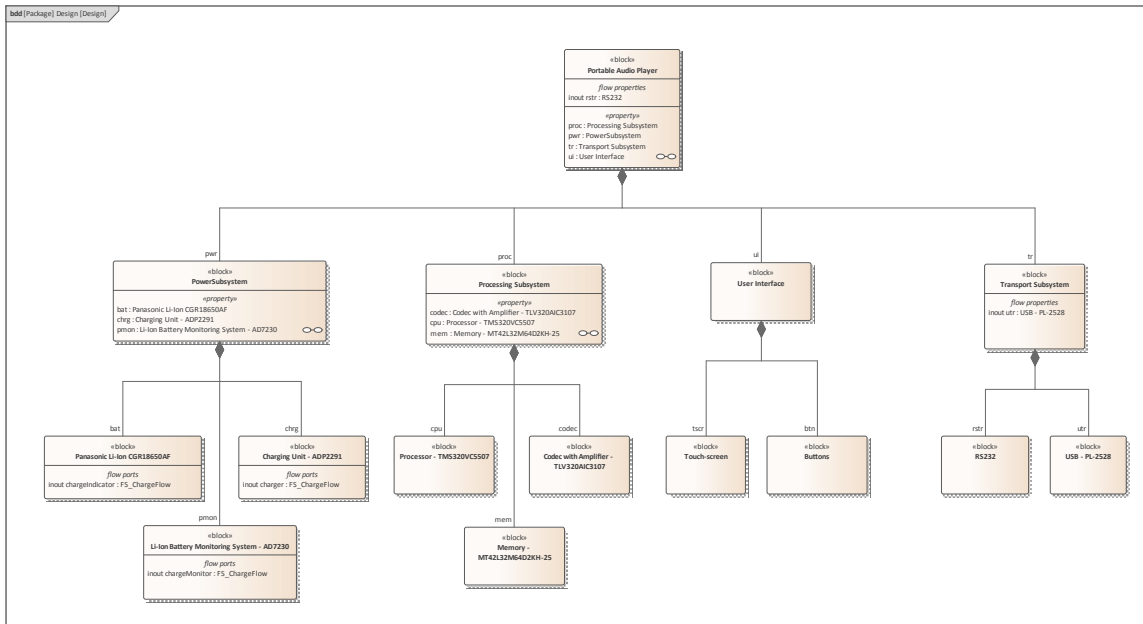 bdd [Package] Design [Design]
«block»
Portable Audio Player
flow properties
inout rstr : RS232
«property»
proc : Processing Subsystem
pwr : PowerSubsystem
tr : Transport Subsystem
ui : User Interface
pwr
«block»
PowerSubsystem
«property»
bat : Panasonic Li-Ion CGR18650AF
chrg : Charging Unit - ADP2291
pmon : Li-Ion Battery Monitoring System - AD7230
proc
«block»
Processing Subsystem
«property»
codec : Codec with Amplifier - TLV320AIC3107
cpu : Processor - TMS320VC5507
mem : Memory - MT42L32M64D2KH-25
ui
«block»
User Interface
tr
«block»
Transport Subsystem
flow properties
inout utr : USB - PL-2528
bat
«block»
Panasonic Li-Ion CGR18650AF
flow parts
inout chargeIndicator : FS_ChargeFlow
chrg
«block»
Charging Unit - ADP2291
flow parts
inout charger : FS_ChargeFlow
cpu
«block»
Processor - TMS320VC5507
codec
«block»
Codec with Amplifier -
TLV320AIC3107
tscr
«block»
Touch-screen
btn
«block»
Buttons
rstr
«block»
RS232
utr
«block»
USB - PL-2528
pmon
«block»
Li-Ion Battery Monitoring System - AD7230
flow parts
inout chargeMonitor : FS_ChargeFlow
mem
«block»
Memory -
MT42L32M64D2KH-25